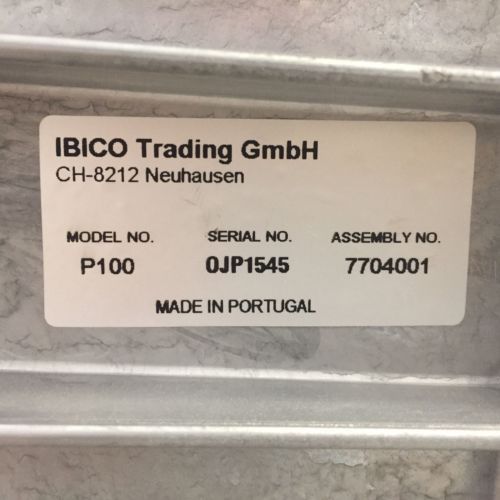 IBICO Trading GmbH
CH-8212 Neuhausen
MODEL NO. SERIAL NO. ASSEMBLY NO.
P100 0JP1545 7704001
MADE IN PORTUGAL